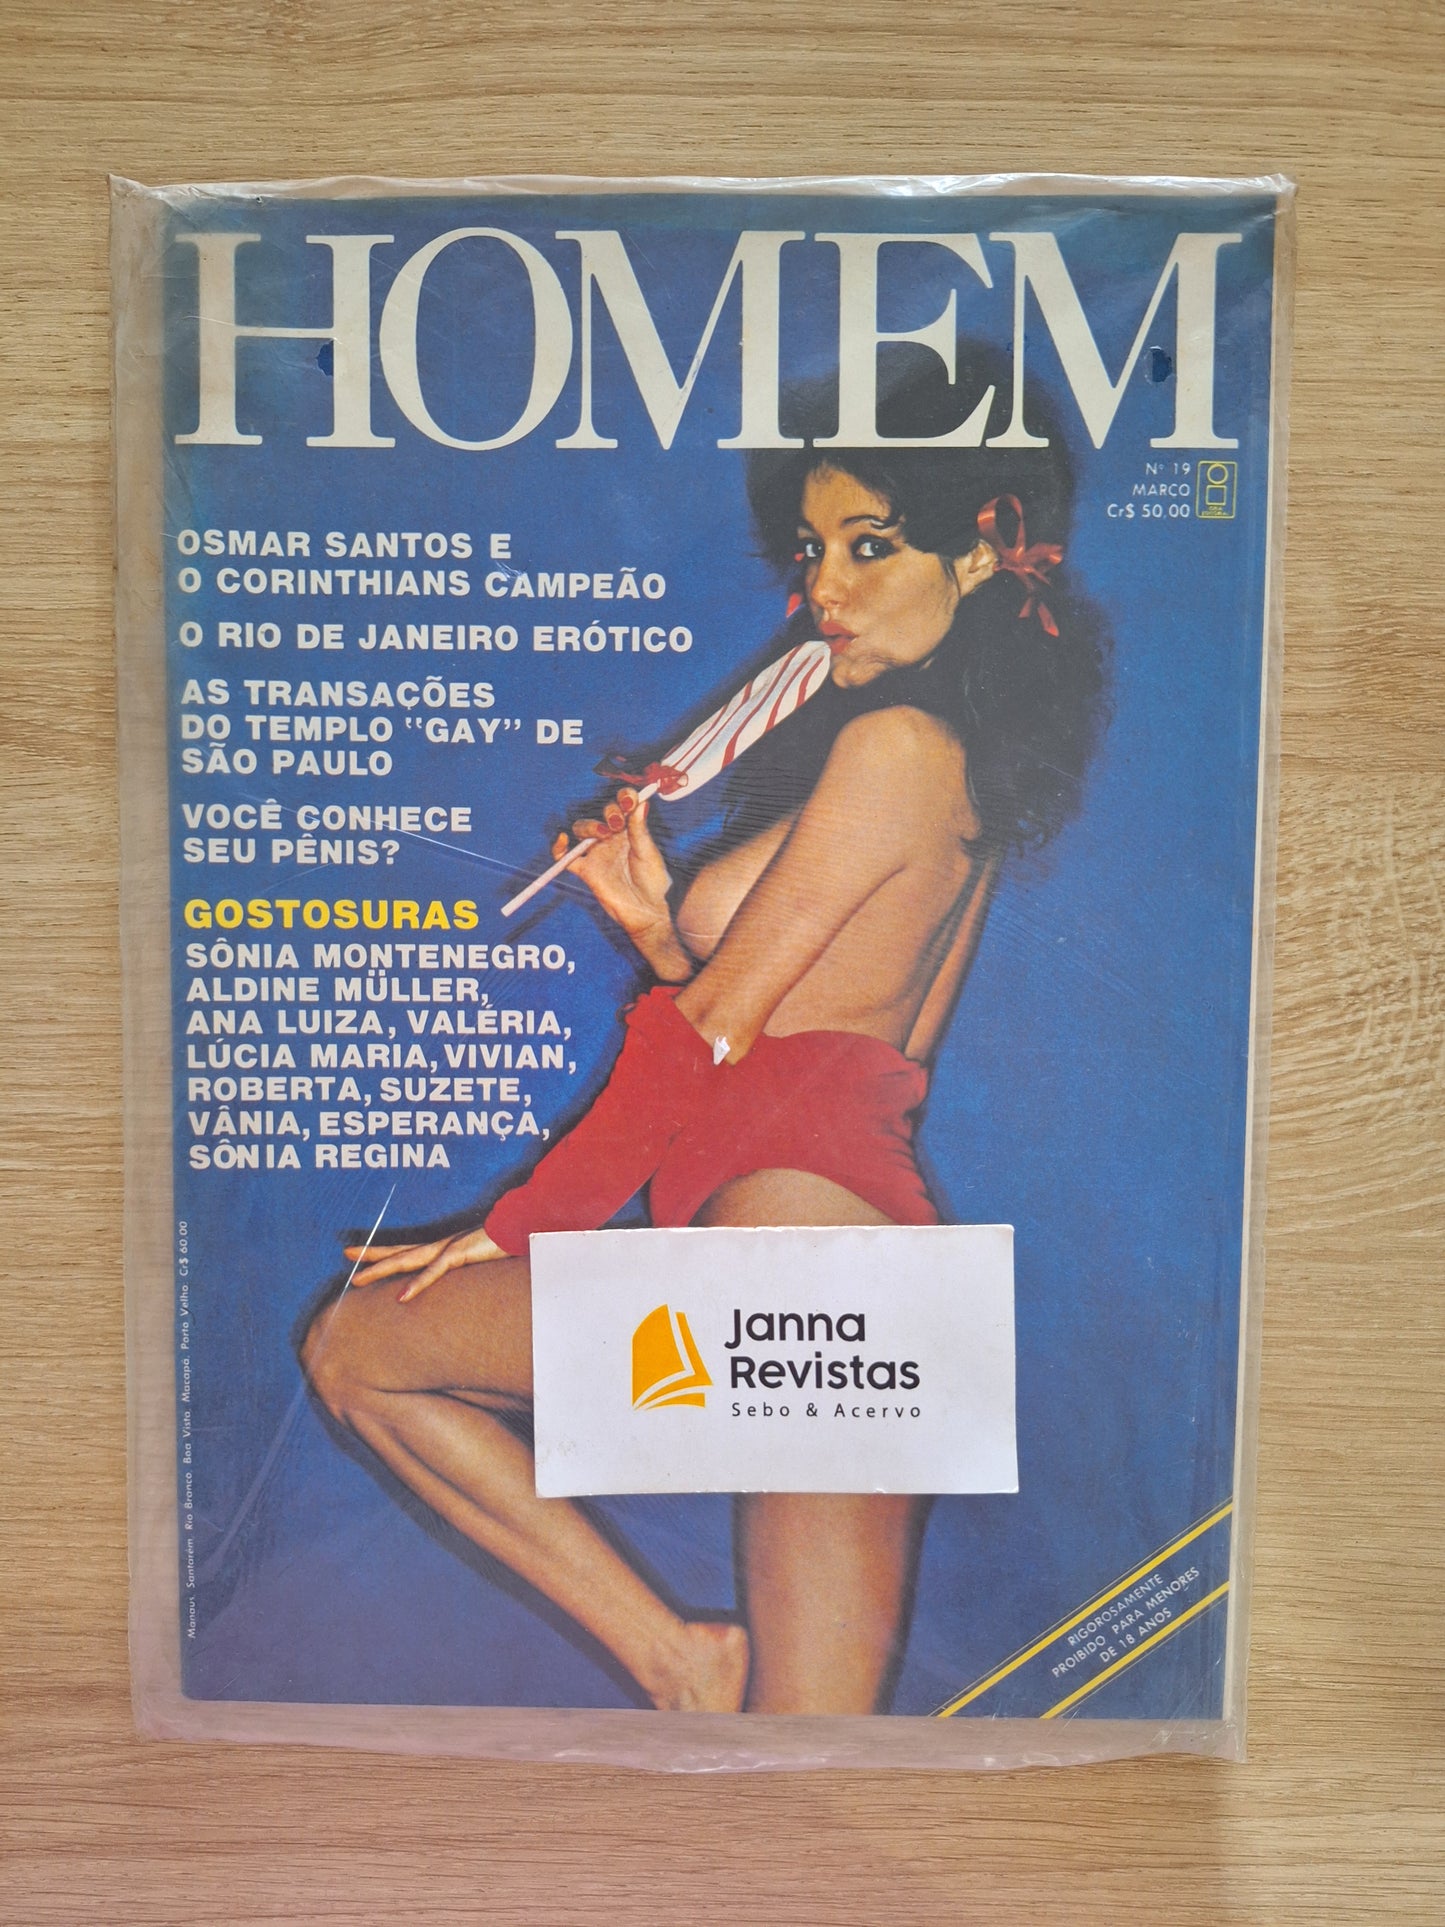 HOMEM
Nº 19
MARÇO
Cr$ 50,00
OSMAR SANTOS E
O CORINTHIANS CAMPEÃO
O RIO DE JANEIRO ERÓTICO
AS TRANSAÇÕES
DO TEMPLO “GAY” DE
SÃO PAULO
VOCÊ CONHECE
SEU PÊNIS?
GOSTOSURAS
SÔNIA MONTENEGRO,
ALDINE MÜLLER,
ANA LUIZA, VALÉRIA,
LÚCIA MARIA, VIVIAN,
ROBERTA, SUZETE,
VÂNIA, ESPERANÇA,
SÔNIA REGINA
Manaus, Santarém, Rio Branco, Boa Vista, Macapá, Porto Velho: Cr$ 60,00
Janna
Revistas
Sebo & Acervo
RIGOROSAMENTE
PROIBIDO PARA MENORES
DE 18 ANOS